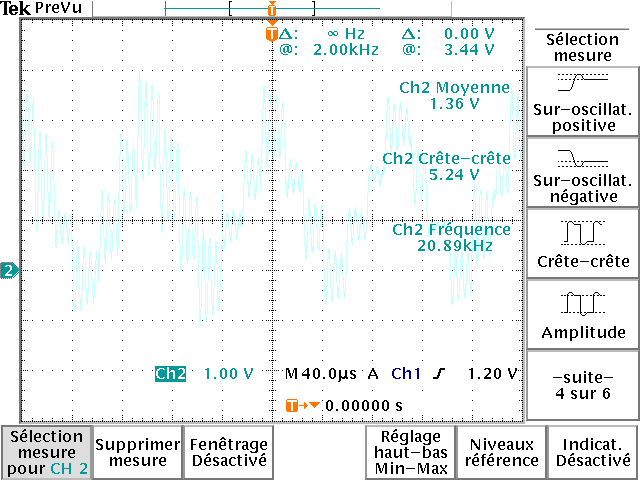 Tek PreVu
T
T
Δ: ∞ Hz Δ: 0.00 V
@: 2.00kHz @: 3.44 V
Ch2 Moyenne
1.36 V
Ch2 Crête-crête
5.24 V
Ch2 Fréquence
20.89kHz
2
Ch2 1.00 V M 40.0µs A Ch1 ƒ 1.20 V
T 0.00000 s
Sélection
mesure
Sur-oscillat.
positive
Sur-oscillat.
négative
Crête-crête
Amplitude
-suite-
4 sur 6
Sélection
mesure
pour CH 2
Supprimer
mesure
Fenêtrage
Désactivé
Réglage
haut-bas
Min-Max
Niveaux
référence
Indicat.
Désactivé